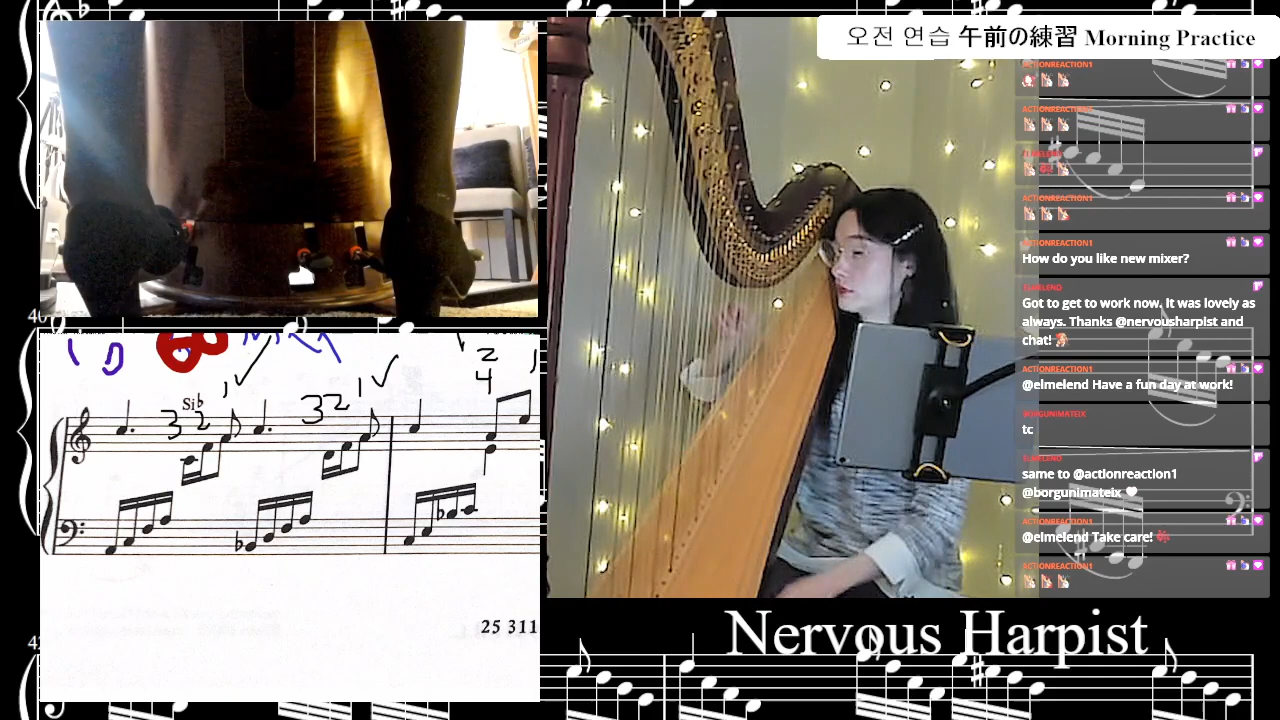 오전 연습 午前の練習 Morning Practice
ACTIONREACTION1
ACTIONREACTION1
ELMELEND
ACTIONREACTION1
ACTIONREACTION1
How do you like new mixer?
ELMELEND
Got to get to work now. It was lovely as
always. Thanks @nervousharpist and
chat!
ACTIONREACTION1
@elmelend Have a fun day at work!
BORGUNIMATEIX
tc
ELMELEND
same to @actionreaction1
@borgunimateix
ACTIONREACTION1
@elmelend Take care!
ACTIONREACTION1
40
2
4
Si♭
3 2
1
3 2
1
25 311
Nervous Harpist
42